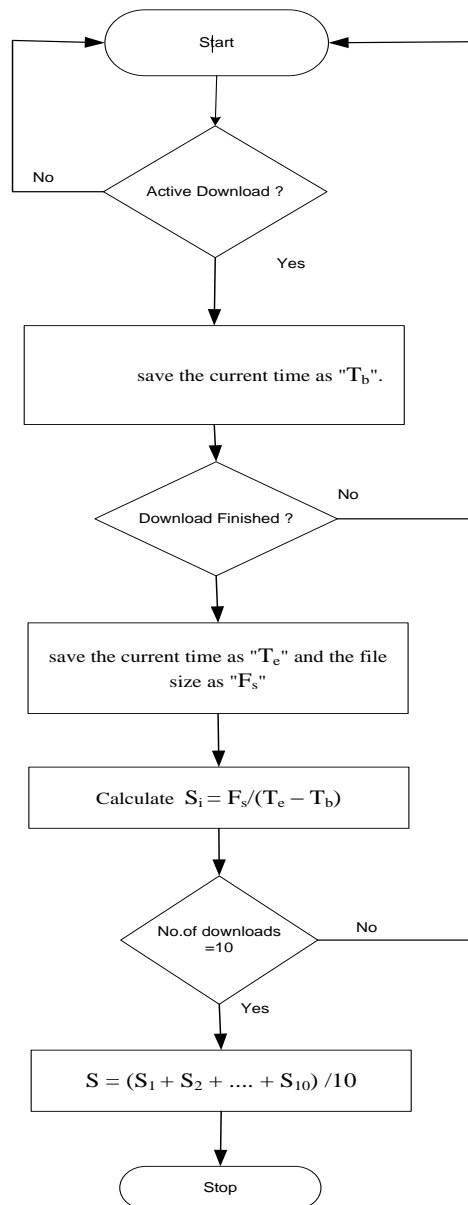 Start
Active Download ?
No
Yes
save the current time as "Tb".
Download Finished ?
No
save the current time as "Te" and the file
size as "Fs"
Calculate Si = Fs/(Te – Tb)
No.of downloads
=10
No
Yes
S = (S1 + S2 + .... + S10) /10
Stop